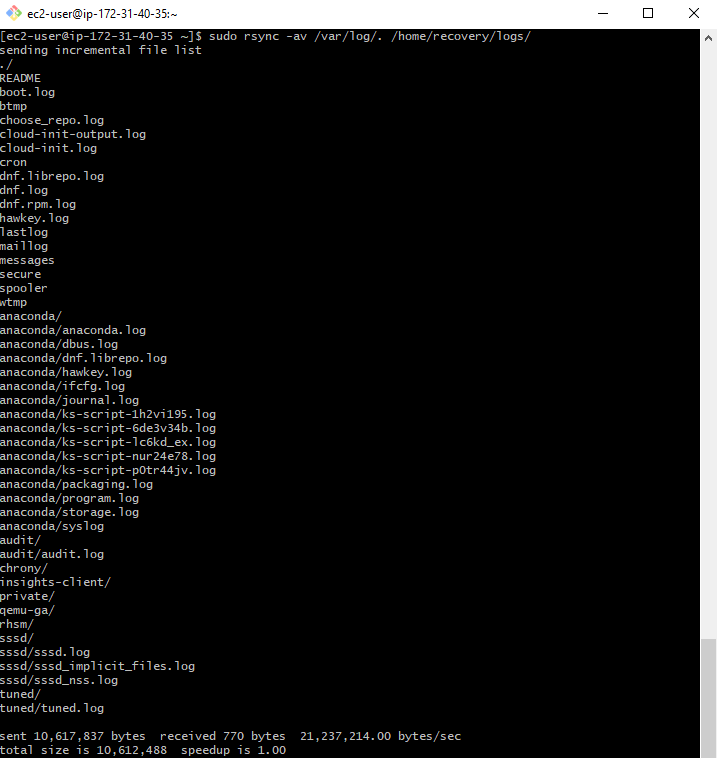 ec2-user@ip-172-31-40-35:~
[ec2-user@ip-172-31-40-35 ~]$ sudo rsync -av /var/log/. /home/recovery/logs/
sending incremental file list
./
README
boot.log
btmp
choose_repo.log
cloud-init-output.log
cloud-init.log
cron
dnf.librepo.log
dnf.log
dnf.rpm.log
hawkey.log
lastlog
maillog
messages
secure
spooler
wtmp
anaconda/
anaconda/anaconda.log
anaconda/dbus.log
anaconda/dnf.librepo.log
anaconda/hawkey.log
anaconda/ifcfg.log
anaconda/journal.log
anaconda/ks-script-1h2vi195.log
anaconda/ks-script-6de3v34b.log
anaconda/ks-script-lc6kd_ex.log
anaconda/ks-script-nur24e78.log
anaconda/ks-script-p0tr44jv.log
anaconda/packaging.log
anaconda/program.log
anaconda/storage.log
anaconda/syslog
audit/
audit/audit.log
chrony/
insights-client/
private/
qemu-ga/
rhsm/
sssd/
sssd/sssd.log
sssd/sssd_implicit_files.log
sssd/sssd_nss.log
tuned/
tuned/tuned.log
sent 10,617,837 bytes  received 770 bytes  21,237,214.00 bytes/sec
total size is 10,612,488  speedup is 1.00